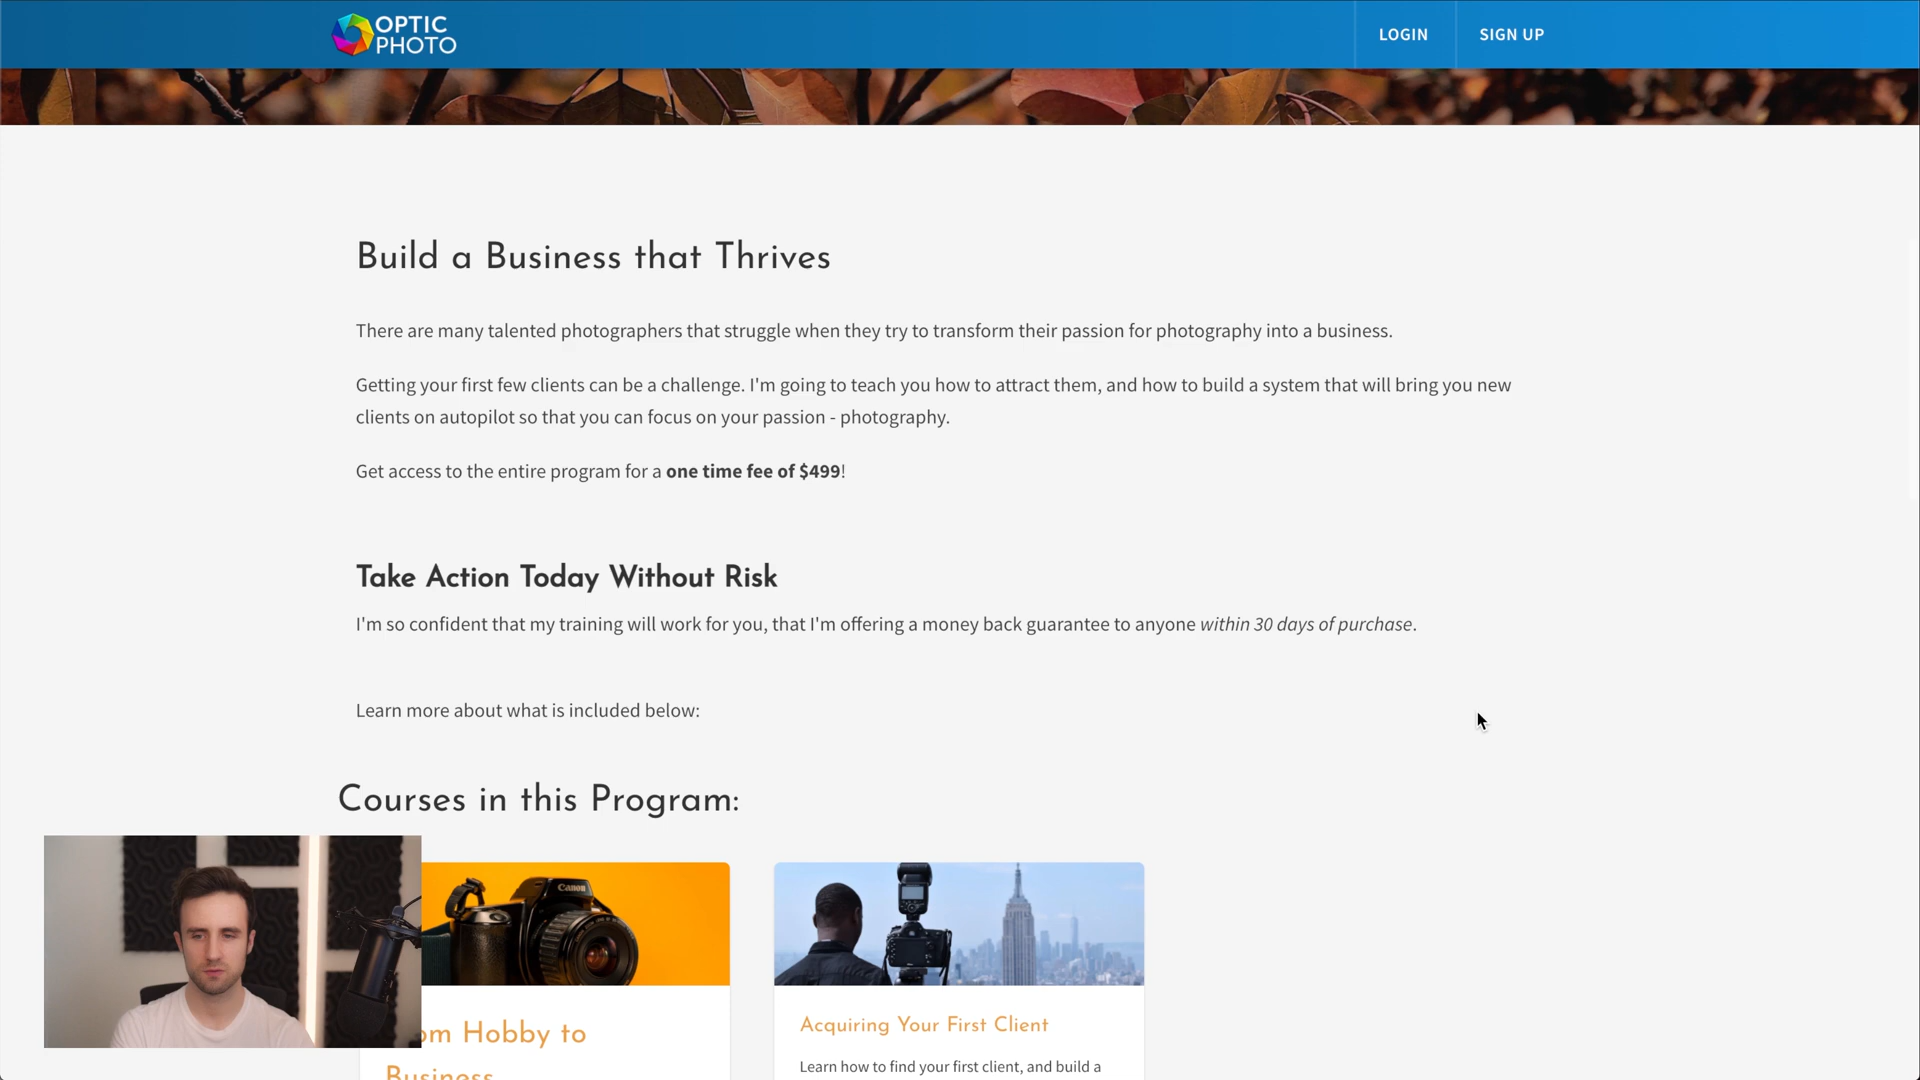 OPTIC
PHOTO
LOGIN
SIGN UP
Build a Business that Thrives
There are many talented photographers that struggle when they try to transform their passion for photography into a business.
Getting your first few clients can be a challenge. I'm going to teach you how to attract them, and how to build a system that will bring you new
clients on autopilot so that you can focus on your passion - photography.
Get access to the entire program for a one time fee of $499!
Take Action Today Without Risk
I'm so confident that my training will work for you, that I'm offering a money back guarantee to anyone within 30 days of purchase.
Learn more about what is included below:
Courses in this Program:
Canon
om Hobby to
Business
Acquiring Your First Client
Learn how to find your first client, and build a